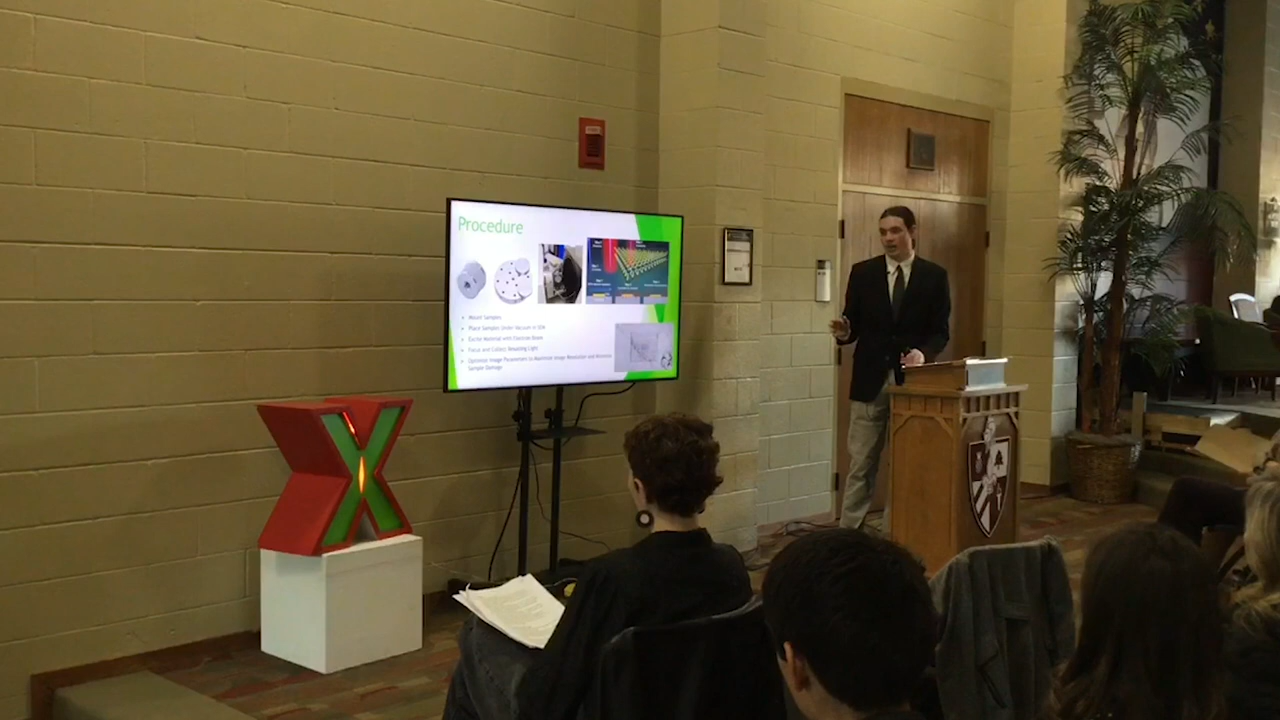 Procedure
Mount Samples
Place Samples Under Vacuum in SEM
Excite Material with Electron Beam
Focus and Collect Resulting Light
Optimize Image Parameters to Maximize Image Resolution and Minimize
Sample Damage
X